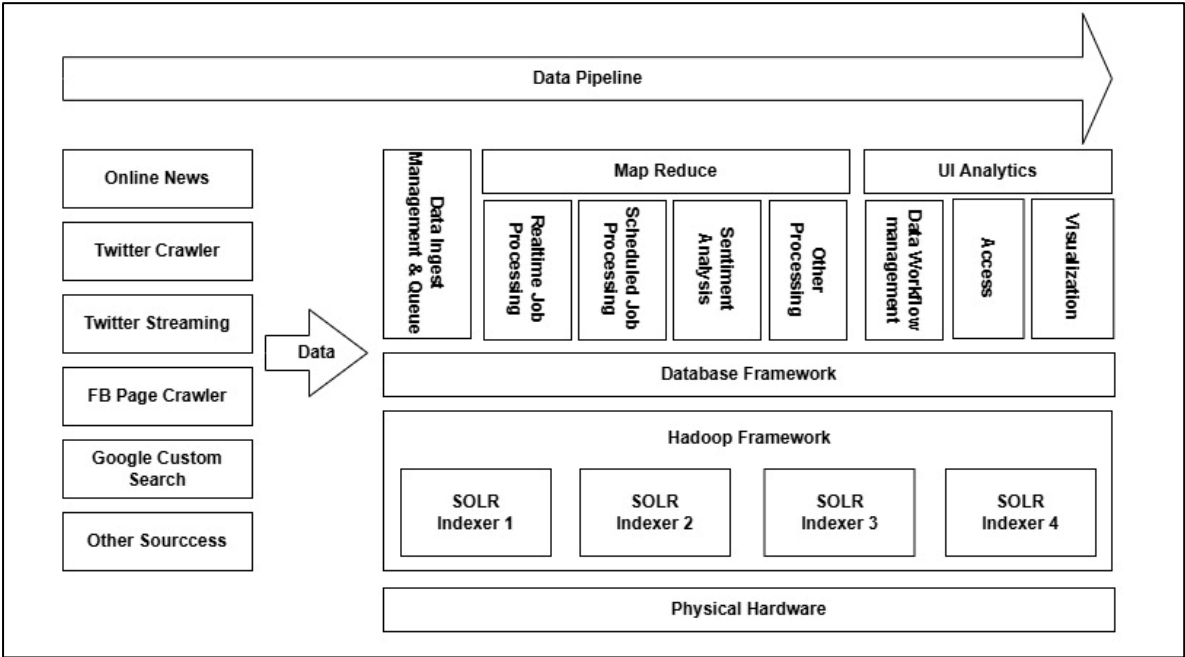 Data Pipeline
Online News
Twitter Crawler
Twitter Streaming
FB Page Crawler
Google Custom
Search
Other Sourccess
Data
Data Ingest
Management & Queue
Map Reduce
Realtime Job
Processing
Scheduled Job
Processing
Sentiment
Analysis
Other
Processing
UI Analytics
Data Workflow
management
Access
Visualization
Database Framework
Hadoop Framework
SOLR
Indexer 1
SOLR
Indexer 2
SOLR
Indexer 3
SOLR
Indexer 4
Physical Hardware